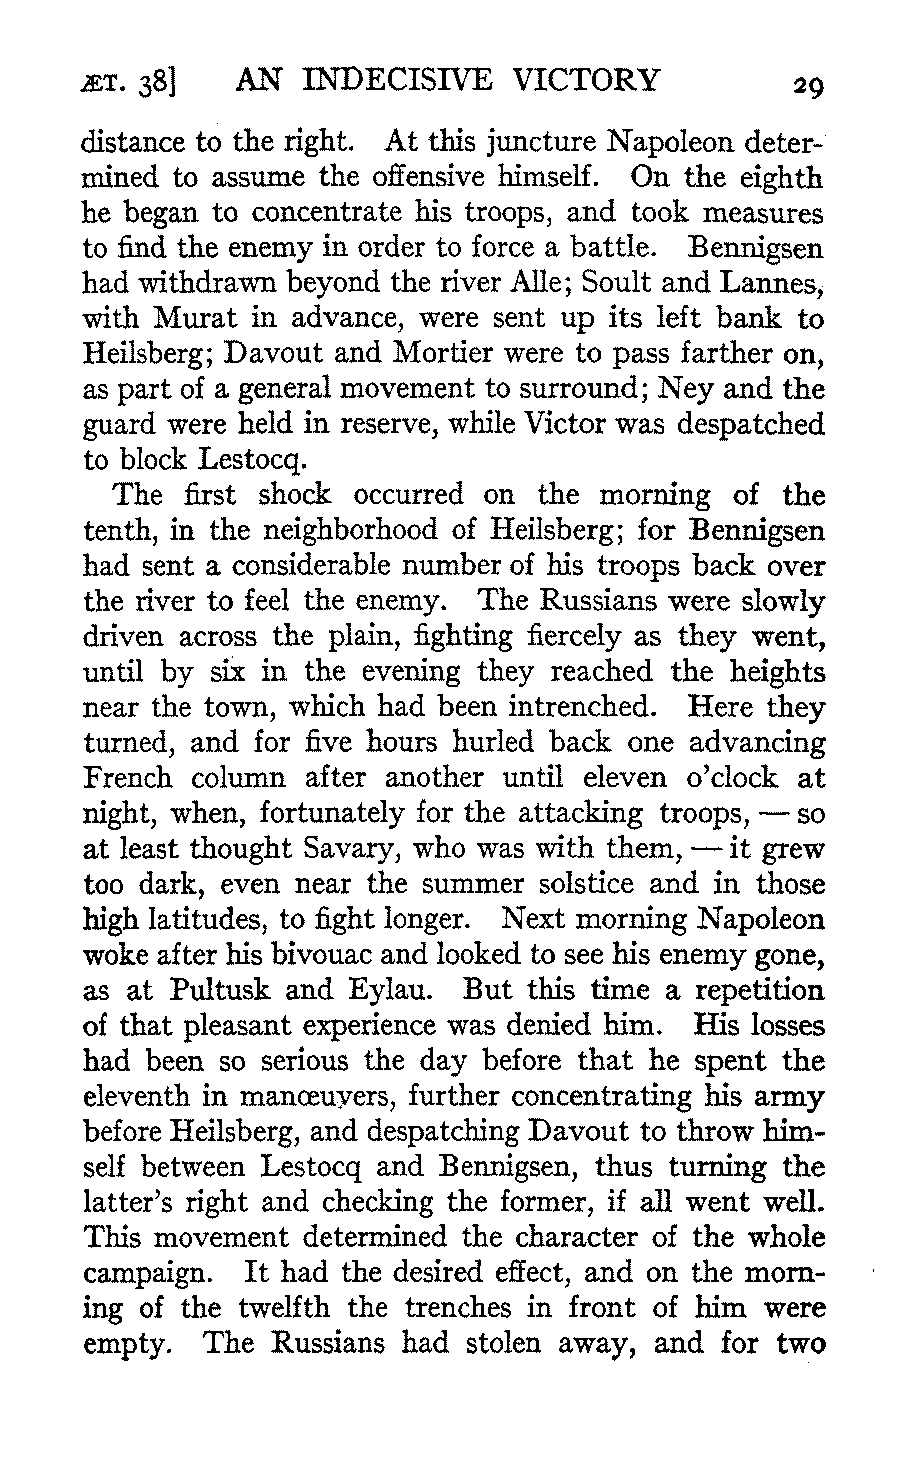 ÆT. 38] AN INDECISIVE VICTORY 29
distance to the right. At this juncture Napoleon deter-
mined to assume the offensive himself. On the eighth
he began to concentrate his troops, and took measures
to find the enemy in order to force a battle. Bennigsen
had withdrawn beyond the river Alle; Soult and Lannes,
with Murat in advance, were sent up its left bank to
Heilsberg; Davout and Mortier were to pass farther on,
as part of a general movement to surround; Ney and the
guard were held in reserve, while Victor was despatched
to block Lestocq.
The first shock occurred on the morning of the
tenth, in the neighborhood of Heilsberg; for Bennigsen
had sent a considerable number of his troops back over
the river to feel the enemy. The Russians were slowly
driven across the plain, fighting fiercely as they went,
until by six in the evening they reached the heights
near the town, which had been intrenched. Here they
turned, and for five hours hurled back one advancing
French column after another until eleven o'clock at
night, when, fortunately for the attacking troops, — so
at least thought Savary, who was with them, — it grew
too dark, even near the summer solstice and in those
high latitudes, to fight longer. Next morning Napoleon
woke after his bivouac and looked to see his enemy gone,
as at Pultusk and Eylau. But this time a repetition
of that pleasant experience was denied him. His losses
had been so serious the day before that he spent the
eleventh in manœuvers, further concentrating his army
before Heilsberg, and despatching Davout to throw him-
self between Lestocq and Bennigsen, thus turning the
latter's right and checking the former, if all went well.
This movement determined the character of the whole
campaign. It had the desired effect, and on the morn-
ing of the twelfth the trenches in front of him were
empty. The Russians had stolen away, and for two